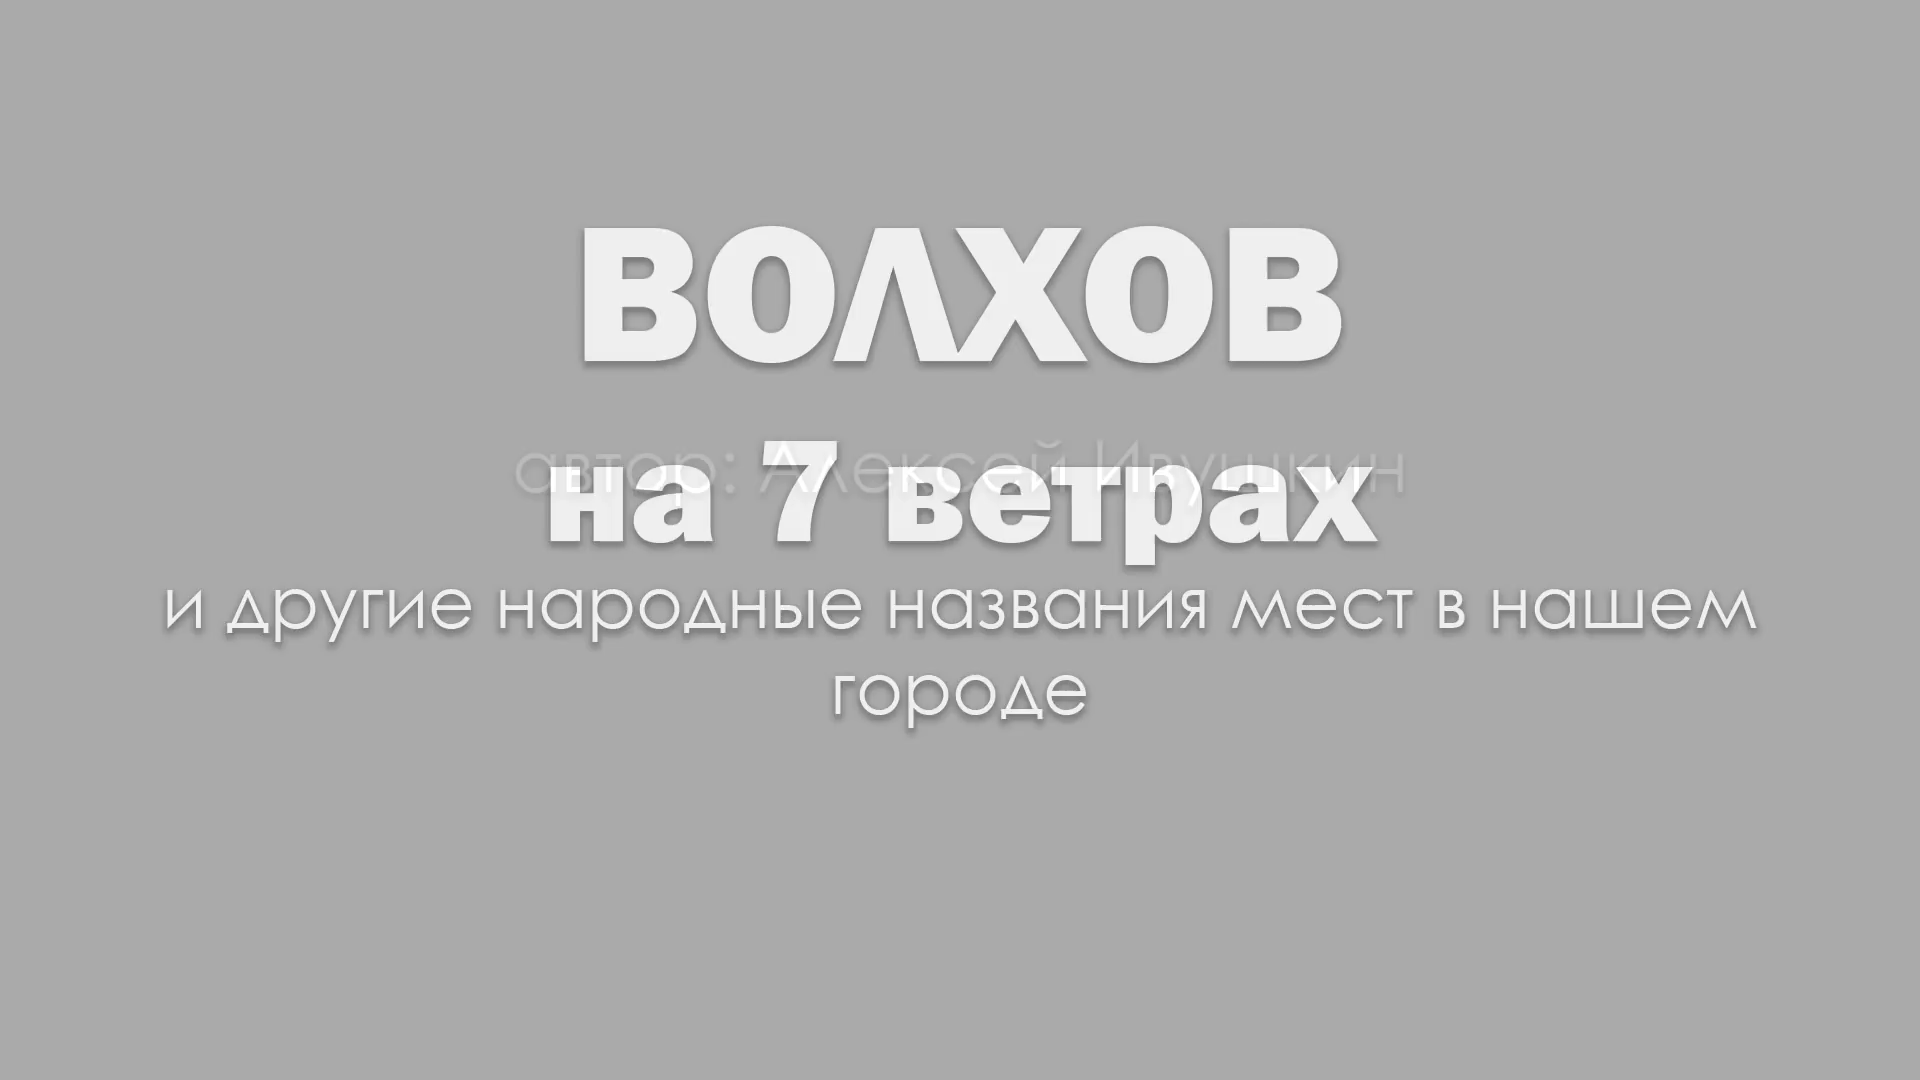 ВОЛХОВ
автор: Алексей Ивушкин
на 7 ветрах
и другие народные названия мест в нашем
городе